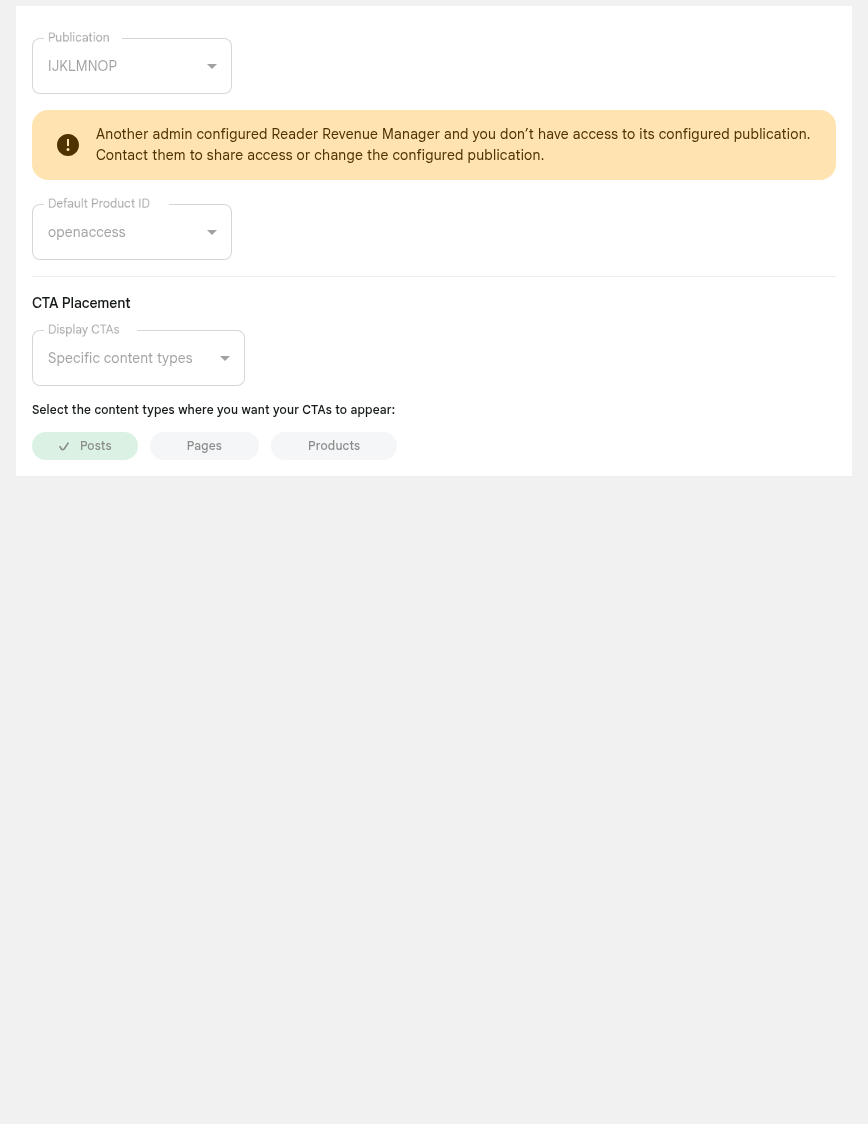 Publication
IJKLMNOP
Another admin configured Reader Revenue Manager and you don’t have access to its configured publication.
Contact them to share access or change the configured publication.
Default Product ID
openaccess
CTA Placement
Display CTAs
Specific content types
Select the content types where you want your CTAs to appear:
Posts Pages Products